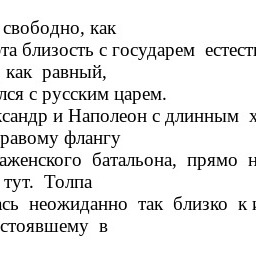 свободно, как
та близость с государем естест
как равный,
лся с русским царем.
ксандр и Наполеон с длинным
равому флангу
аженского батальона, прямо н
тут. Толпа
ась неожиданно так близко к и
стоявшему в